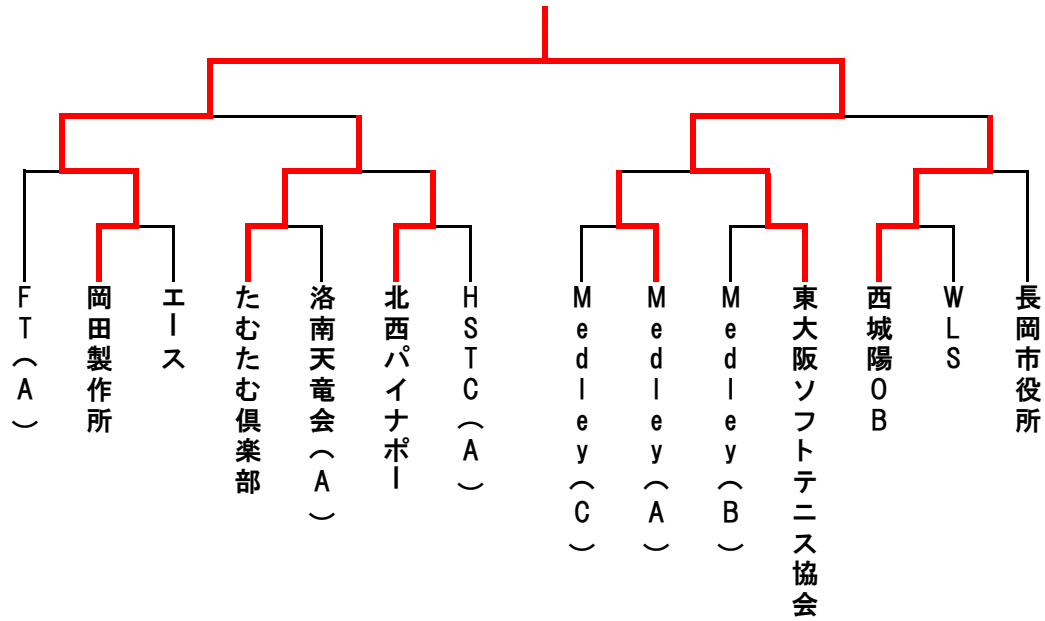 FT（A）
岡田製作所
エース
たむたむ倶楽部
洛南天竜会（A）
北西パイナポー
HSTC（A）
Medley（C）
Medley（A）
Medley（B）
東大阪ソフトテニス協会
西城陽OB
WLS
長岡市役所